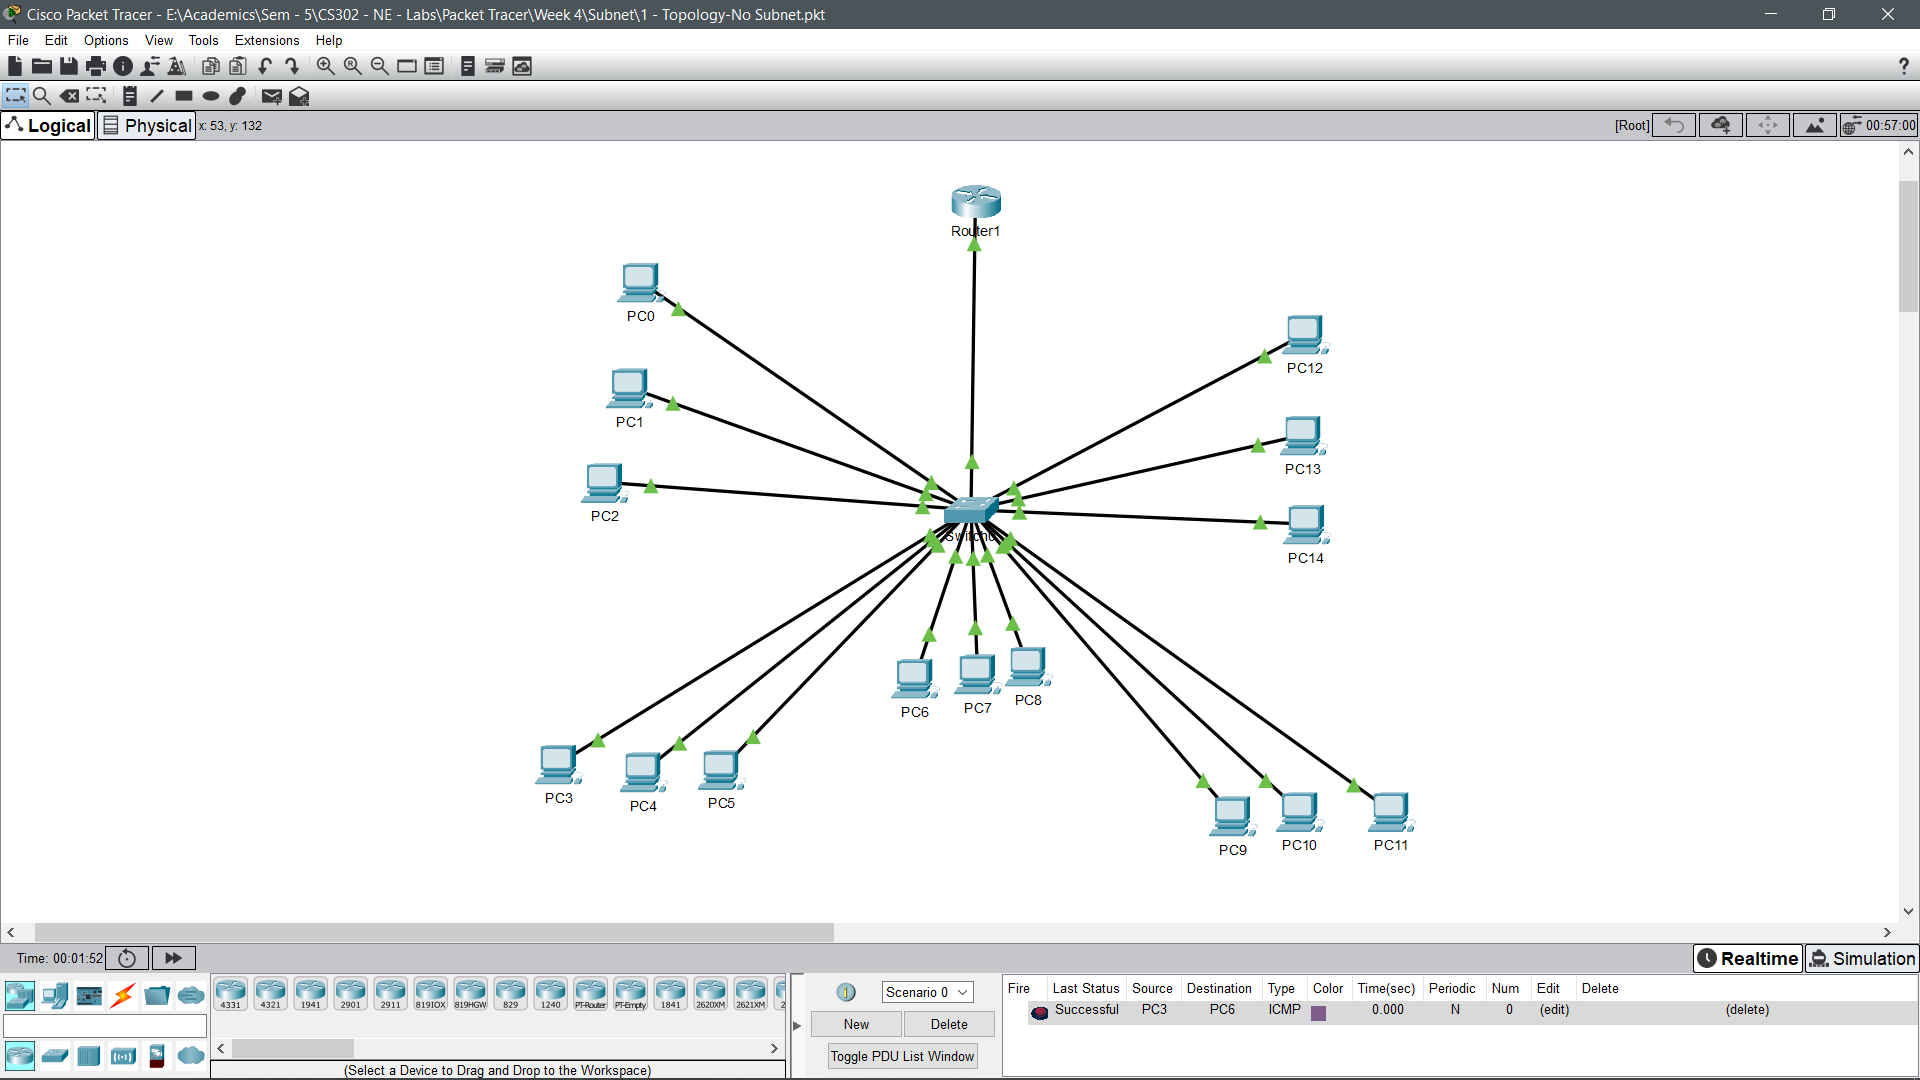 Cisco Packet Tracer - E:\Academics\Sem - 5\CS302 - NE - Labs\Packet Tracer\Week 4\Subnet\1 - Topology-No Subnet.pkt
File Edit Options View Tools Extensions Help
?
Logical Physical x: 53, y: 132 [Root] 00:57:00
Router1
PC0
PC12
PC1
PC13
PC2
Switch0
PC14
PC6 PC7 PC8
PC3 PC4 PC5
PC9 PC10 PC11
Time: 00:01:52 Realtime Simulation
4331 4321 1941 2901 2911 819IOX 819HGW 829 1240 PT-Router PT-Empty 1841 2620XM 2621XM 2
(Select a Device to Drag and Drop to the Workspace)
Scenario 0
New Delete
Toggle PDU List Window
Fire Last Status Source Destination Type Color Time(sec) Periodic Num Edit Delete
Successful PC3 PC6 ICMP 0.000 N 0 (edit) (delete)